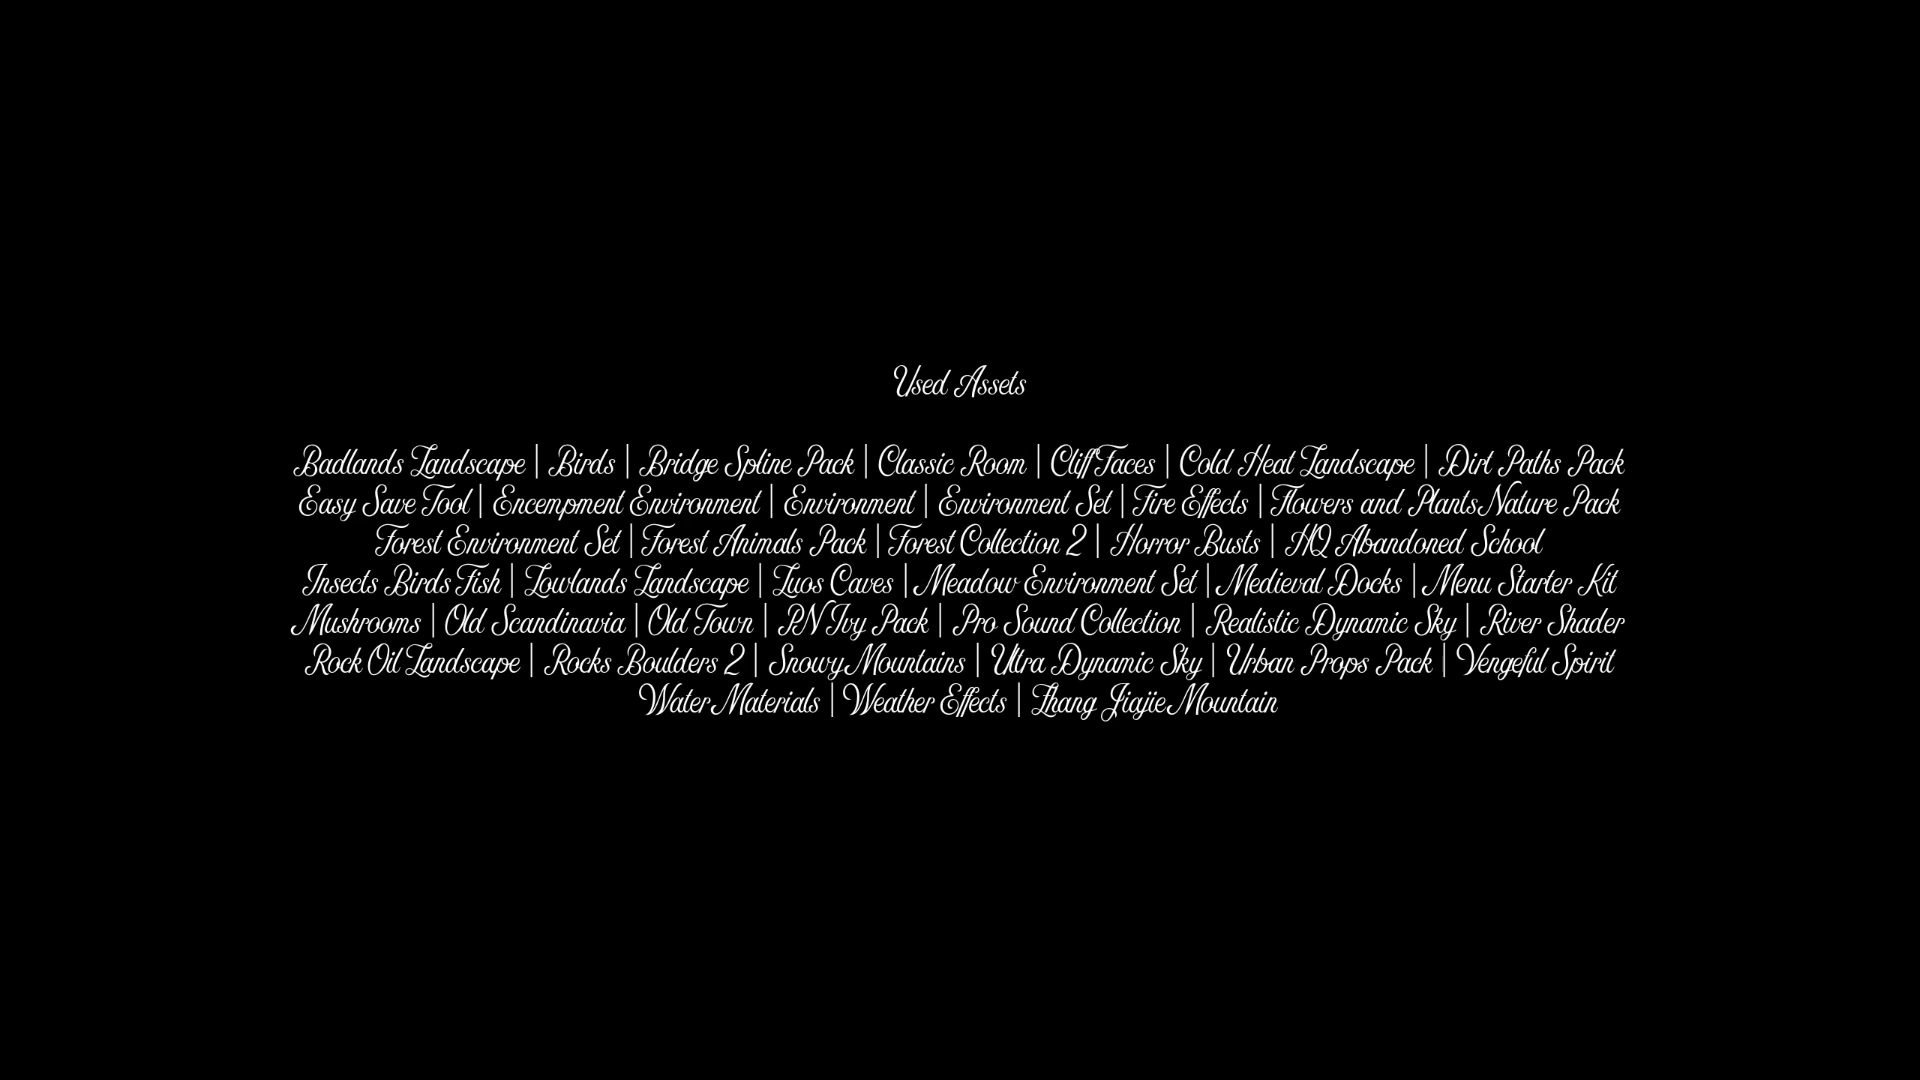 Used Assets
Badlands Landscape | Birds | Bridge Spline Pack | Classic Room | Cliff Faces | Cold Heat Landscape | Dirt Paths Pack
Easy Save Tool | Encempment Environment | Environment | Environment Set | Fire Effects | Flowers and Plants Nature Pack
Forest Environment Set | Forest Animals Pack | Forest Collection 2 | Horror Busts | HQ Abandoned School
Insects Birds Fish | Lowlands Landscape | Luos Caves | Meadow Environment Set | Medieval Docks | Menu Starter Kit
Mushrooms | Old Scandinavia | Old Town | PN Ivy Pack | Pro Sound Collection | Realistic Dynamic Sky | River Shader
Rock Oil Landscape | Rocks Boulders 2 | Snowy Mountains | Ultra Dynamic Sky | Urban Props Pack | Vengeful Spirit
Water Materials | Weather Effects | Zhang Jiajie Mountain